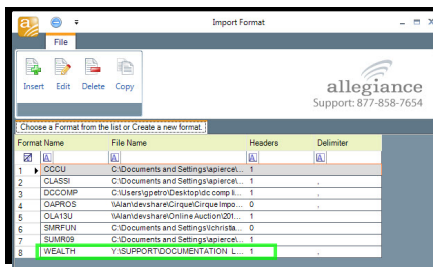 Import Format
File
Insert Edit Delete Copy
allegiance
Support: 877-858-7654
Choose a Format from the list or Create a new format.
Format Name File Name Headers Delimiter
1 CCCU C:\Documents and Settings\apierce\... 1
2 CLASSI C:\Documents and Settings\apierce\... 1 ,
3 DCCOMP C:\Users\gpetro\Desktop\dc comp li... 1 ,
4 OAPROS \\Alan\devshare\Cirque\Cirque Impo... 0 ,
5 OLA13U \\Alan\devshare\Online Auction\201... 1
6 SMRFUN C:\Documents and Settings\christa... 0 ,
7 SUMR09 C:\Documents and Settings\apierce\... 1
8 WEALTH Y:\SUPPORT\DOCUMENTATION_L... 1 ,